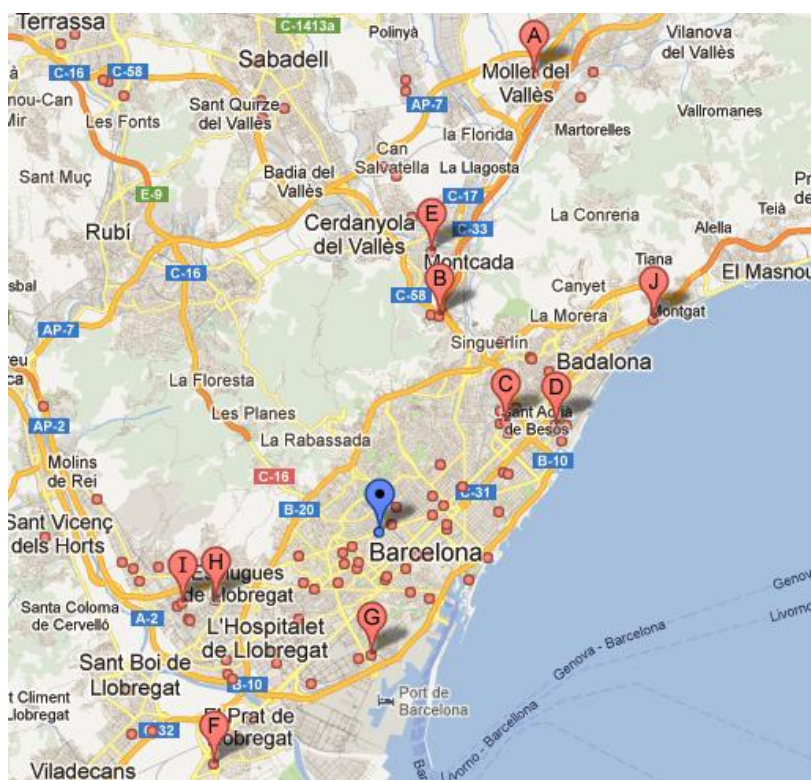 Terrassa
C-1413a
Polinyà
A
Vilanova
del Vallès
C-16
C-58
Sabadell
Mollet del
Vallès
nou-Can
Mir
Les Fonts
Sant Quirze
del Vallès
AP-7
la Florida
Martorelles
Vallromanes
Can
Salvatella
Badia del
Vallès
La Llagosta
Sant Muç
E-9
C-17
E
Cerdanyola
del Vallès
C-33
La Conreria
Alella
Teià
Rubí
Montcada
Tiana
El Masnou
C-16
C-58
B
Canyet
J
Montgat
La Morera
AP-7
Singuerlín
Badalona
La Floresta
C
D
Les Planes
Sant Adrià
de Besòs
AP-2
La Rabassada
B-10
Molins
de Rei
C-16
C-31
B-20
Sant Vicenç
dels Horts
Barcelona
I
H
Esplugues
de Llobregat
Santa Coloma
de Cervelló
A-2
G
L'Hospitalet
de Llobregat
Sant Boi de
Llobregat
B-10
t Climent
Llobregat
Port de
Barcelona
C-32
F
El Prat de
Llobregat
Viladecans
Genova - Barcelona
Livorno - Barcellona
Genova-
Livorno